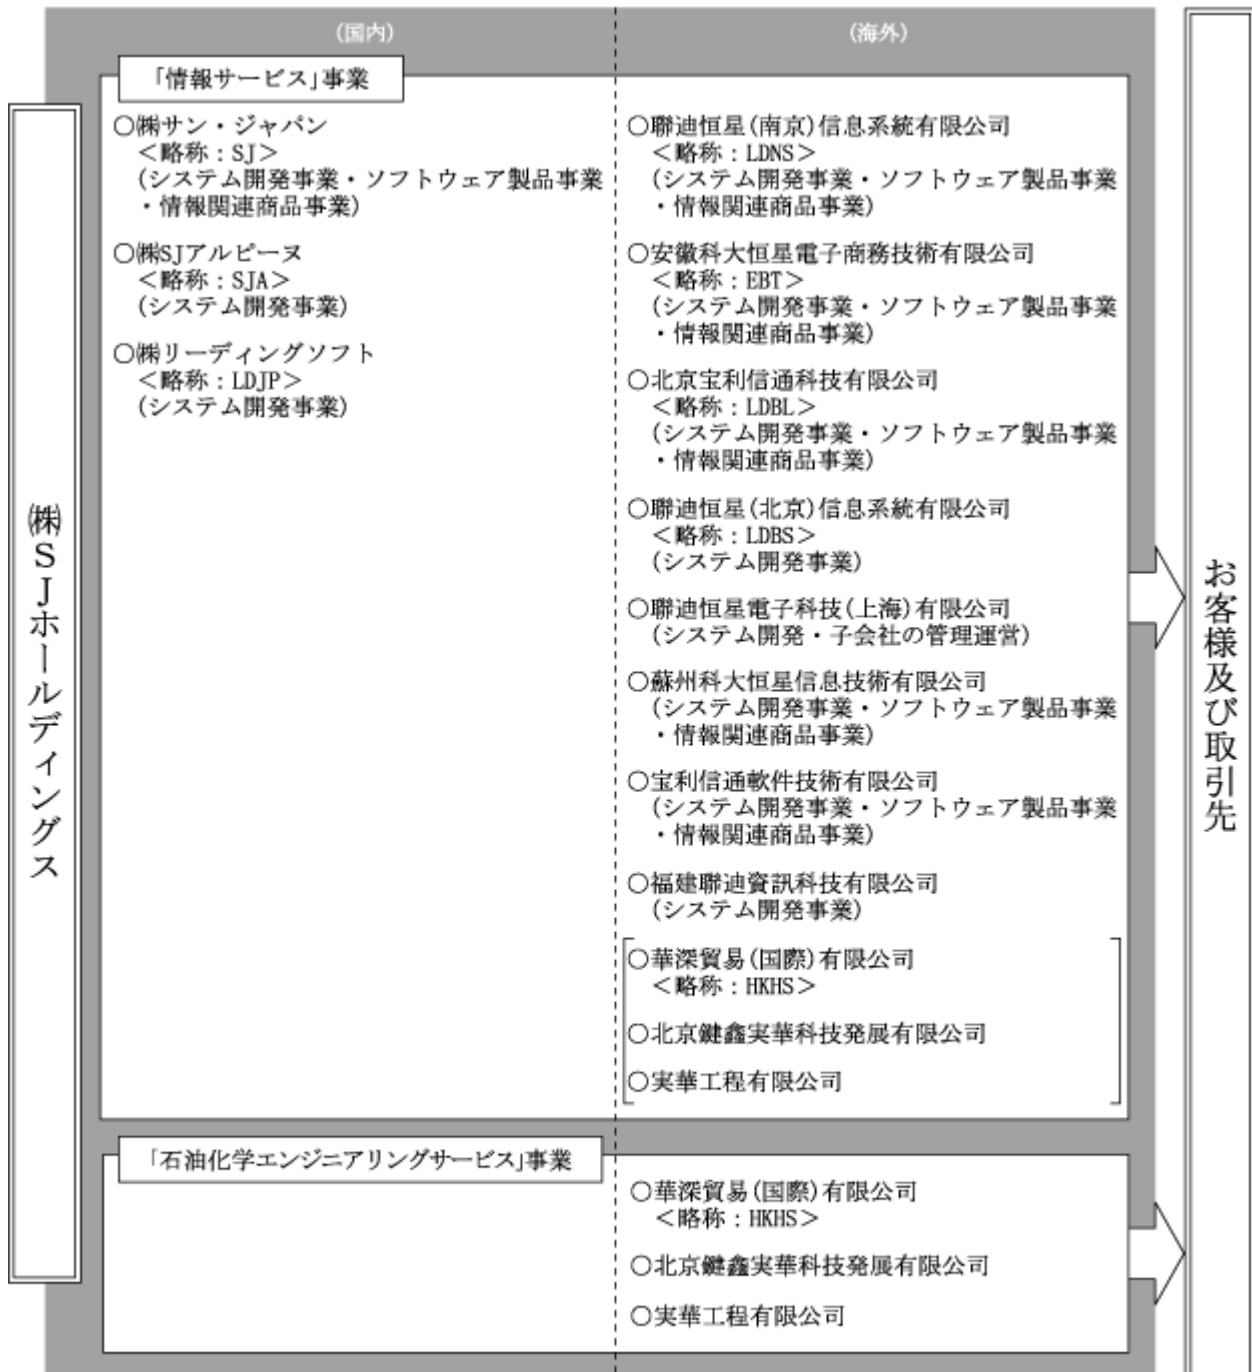 (国内)
(海外)
「情報サービス」事業
㈱SJホールディングス
○㈱サン・ジャパン
＜略称：SJ＞
(システム開発事業・ソフトウェア製品事業
・情報関連商品事業)
○㈱SJアルピーヌ
＜略称：SJA＞
(システム開発事業)
○㈱リーディングソフト
＜略称：LDJP＞
(システム開発事業)
○聯迪恒星(南京)信息系統有限公司
＜略称：LDNS＞
(システム開発事業・ソフトウェア製品事業
・情報関連商品事業)
○安徽科大恒星電子商務技術有限公司
＜略称：EBT＞
(システム開発事業・ソフトウェア製品事業
・情報関連商品事業)
○北京宝利信通科技有限公司
＜略称：LDBL＞
(システム開発事業・ソフトウェア製品事業
・情報関連商品事業)
○聯迪恒星(北京)信息系統有限公司
＜略称：LDBS＞
(システム開発事業)
○聯迪恒星電子科技(上海)有限公司
(システム開発・子会社の管理運営)
○蘇州科大恒星信息技術有限公司
(システム開発事業・ソフトウェア製品事業
・情報関連商品事業)
○宝利信通軟件技術有限公司
(システム開発事業・ソフトウェア製品事業
・情報関連商品事業)
○福建聯迪資訊科技有限公司
(システム開発事業)
○華深貿易(国際)有限公司
＜略称：HKHS＞
○北京鍵鑫実華科技発展有限公司
○実華工程有限公司
「石油化学エンジニアリングサービス」事業
○華深貿易(国際)有限公司
＜略称：HKHS＞
○北京鍵鑫実華科技発展有限公司
○実華工程有限公司
お客様及び取引先